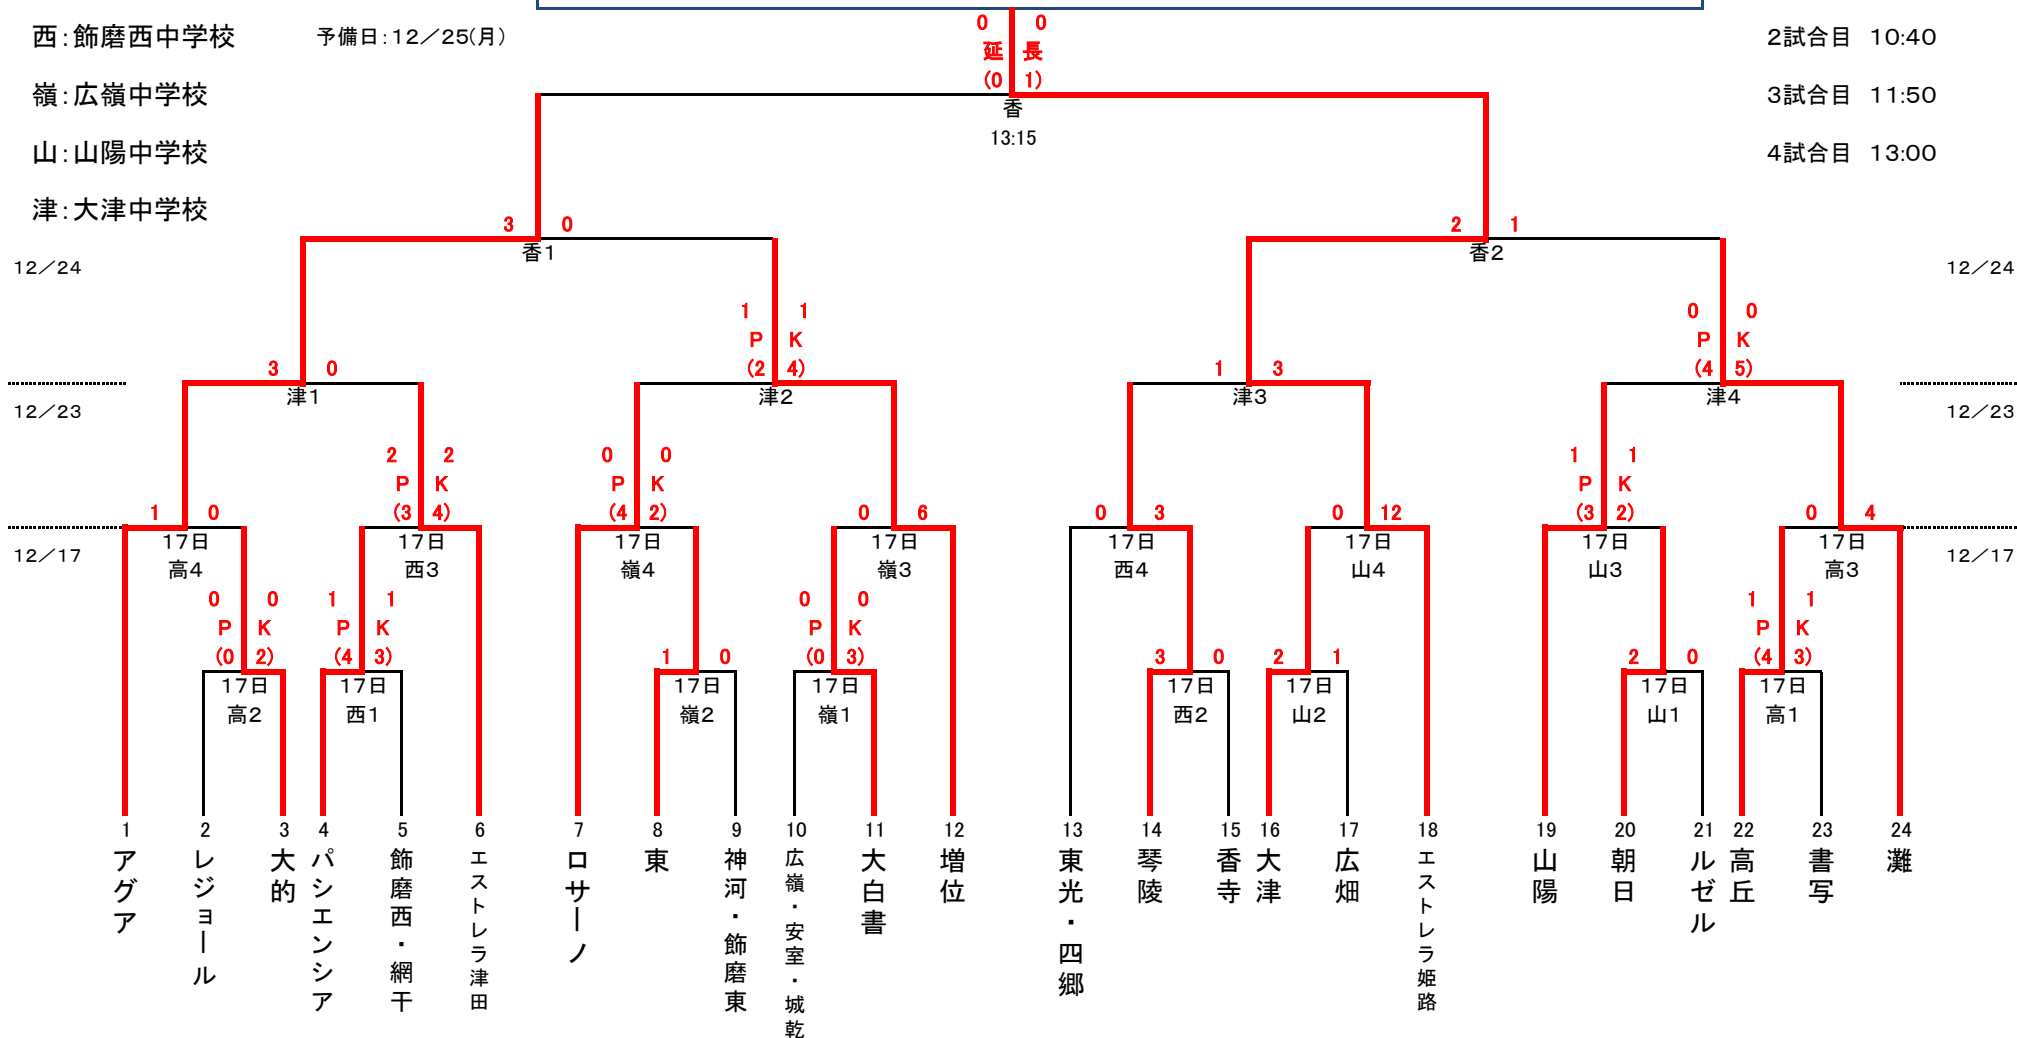 西：飾磨西中学校　予備日：12／25(月)　0　0　2試合目　10:40
延　長
(0　1)
嶺：広嶺中学校　香　3試合目　11:50
13:15
山：山陽中学校　4試合目　13:00
津：大津中学校
3　0　2　1
香1　香2
12／24　12／24
1　1　0　0
P　K　P　K
3　0　(2　4)　1　3　(4　5)
津1　津2　津3　津4
12／23　12／23
2　2　0　0　1　1
P　K　P　K　P　K
1　0　(3　4)　(4　2)　0　6　0　3　0　12　(3　2)　0　4
17日　17日　17日　17日　17日　17日　17日　17日
12／17　12／17
高4　西3　嶺4　嶺3　西4　山4　山3　高3
0　0　1　1　0　0　1　1
P　K　P　K　P　K　P　K
(0　2)　(4　3)　1　0　(0　3)　3　0　2　1　2　0　(4　3)
17日　17日　17日　17日　17日　17日　17日　17日
高2　西1　嶺2　嶺1　西2　山2　山1　高1
1　2　3　4　5　6　7　8　9　10　11　12　13　14　15　16　17　18　19　20　21　22　23　24
アグア
レジョール
大的
パシエンシア
飾磨西・網干
エストレラ津田
ロサーノ
東
神河・飾磨東
広嶺・安室・城乾
大白書
増位
東光・四郷
琴陵
香寺
大津
広畑
エストレラ姫路
山陽
朝日
ルゼル
高丘
書写
灘